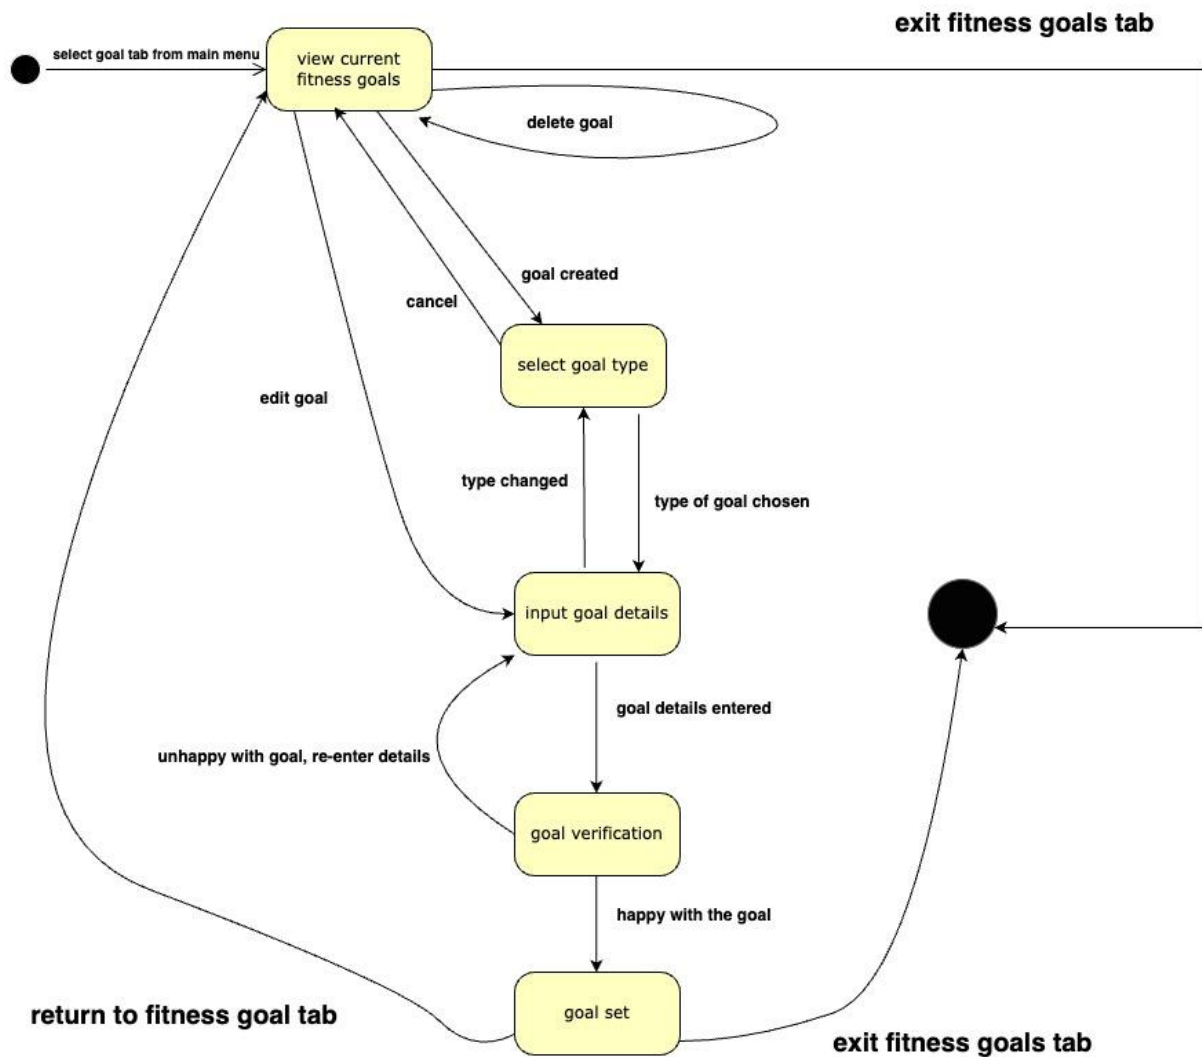 exit fitness goals tab
select goal tab from main menu
view current
fitness goals
delete goal
goal created
cancel
select goal type
edit goal
type changed
type of goal chosen
input goal details
goal details entered
unhappy with goal, re-enter details
goal verification
happy with the goal
return to fitness goal tab
goal set
exit fitness goals tab